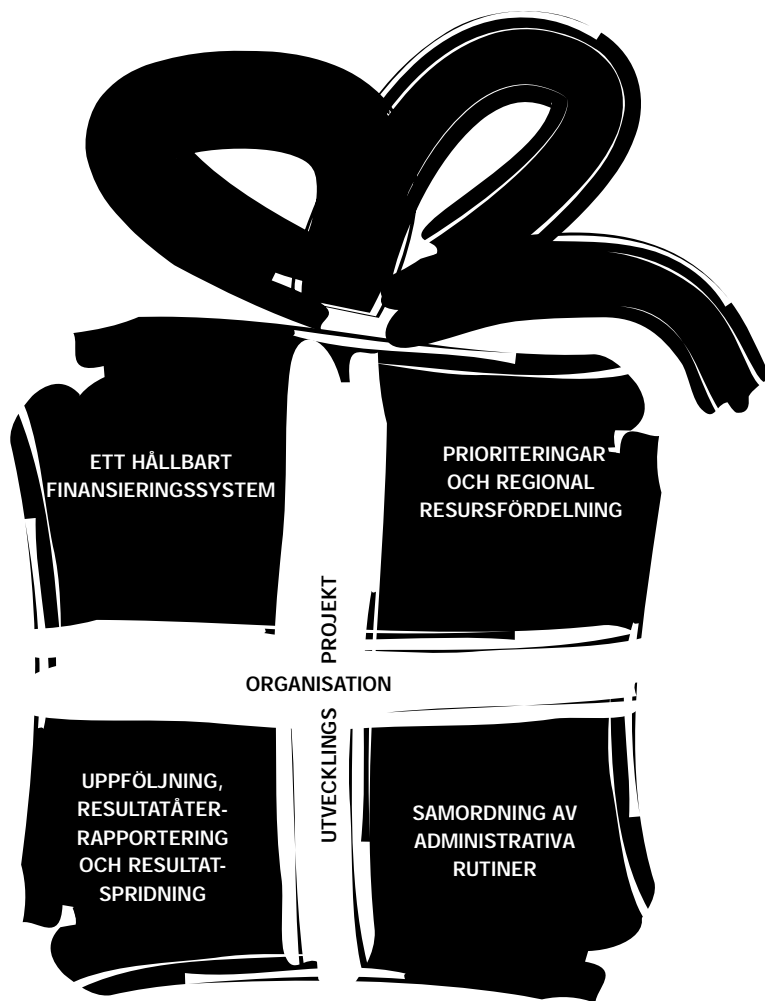 ETT HÅLLBART
FINANSIERINGSSYSTEM
PRIORITERINGAR
OCH REGIONAL
RESURSFÖRDELNING
UTVECKLINGS PROJEKT
ORGANISATION
UPPFÖLJNING,
RESULTATÅTER-
RAPPORTERING
OCH RESULTAT-
SPRIDNING
SAMORDNING AV
ADMINISTRATIVA
RUTINER